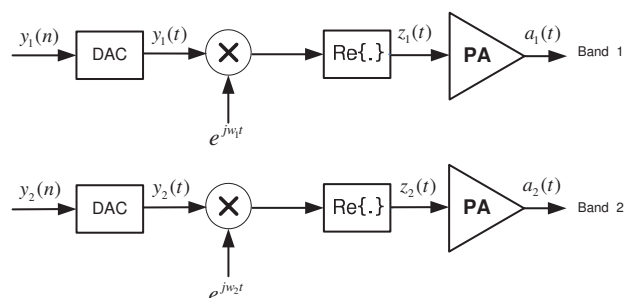 y₁(n) DAC y₁(t) Re{.} z₁(t) PA a₁(t) Band 1
e^{jw₁t}
y₂(n) DAC y₂(t) Re{.} z₂(t) PA a₂(t) Band 2
e^{jw₂t}